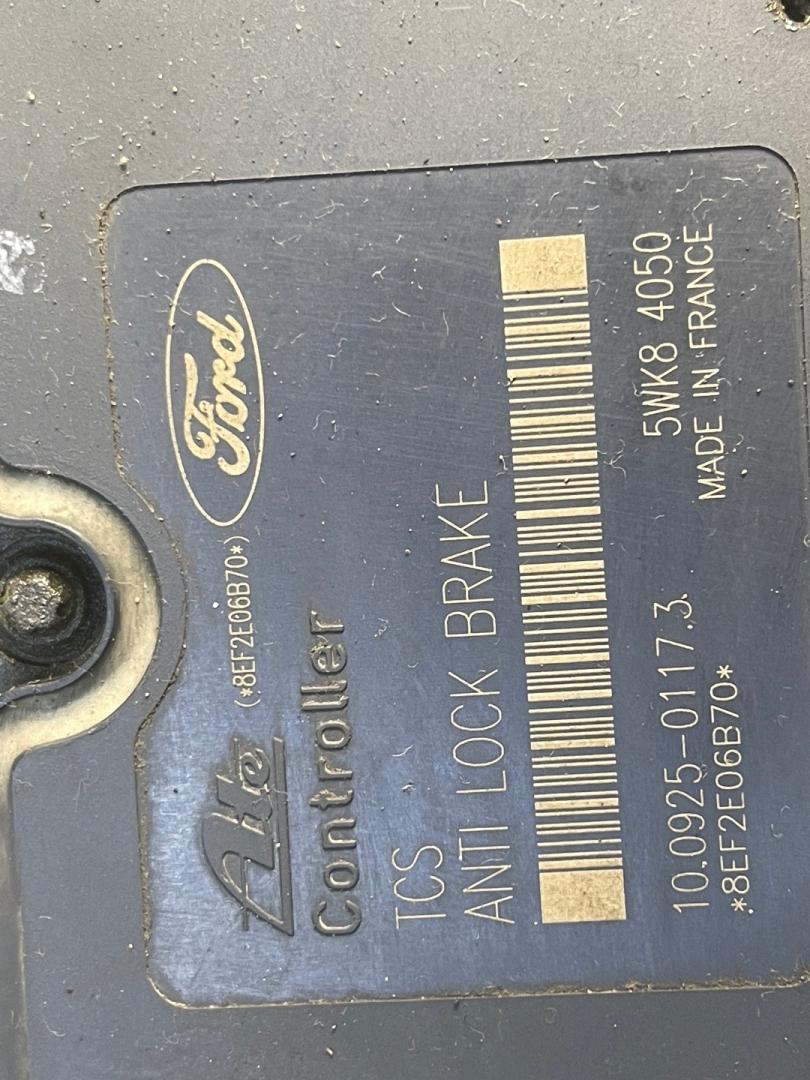 Ate (*8EF2E06B70*) Ford
Controller
TCS
ANTI LOCK BRAKE
10.0925-0117.3 5WK8 4050
*8EF2E06B70* MADE IN FRANCE